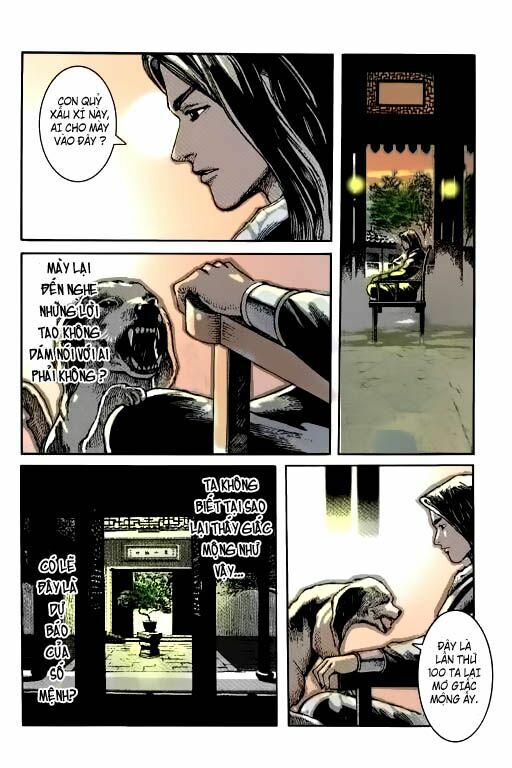 CON QUỶ
XẤU XÍ NÀY,
AI CHO MÀY
VÀO ĐÂY ?
MÀY LẠI
ĐẾN NGHE
NHỮNG LỜI
TAO KHÔNG
DÁM NÓI VỚI AI
PHẢI KHÔNG ?
ĐÂY LÀ
LẦN THỨ
100 TA LẠI
MƠ GIẤC
MỘNG ẤY.
TA KHÔNG
BIẾT TẠI SAO
LẠI THẤY GIẤC
MỘNG NHƯ
VẬY...
CÓ LẼ
ĐÂY LÀ
DỰ
BÁO
CỦA
SỐ
MỆNH?